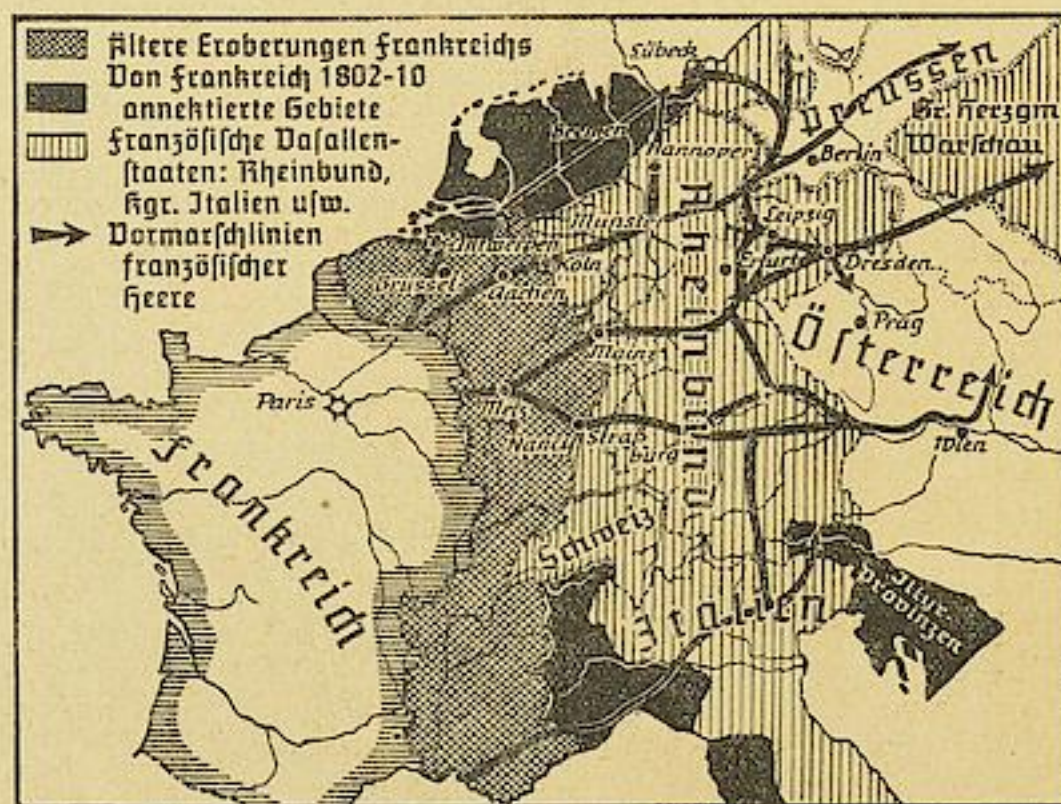 Ältere Eroberungen Frankreichs
Von Frankreich 1802-10
annektierte Gebiete
Französische Vasallen-
staaten: Rheinbund,
Kgr. Italien usw.
Vormarschlinien
französischer
Heere
Lübeck
Preussen
Gr. Herzgm
Warschau
Bremen
Hannover
Berlin
Münster
Leipzig
Antwerpen
Köln
Erfurt
Dresden
Brüssel
Aachen
Rheinbund
Mainz
Prag
Österreich
Paris
Metz
Nancy
Straß
burg
Wien
Frankreich
Schweiz
Italien
Illyr.
Provinzen